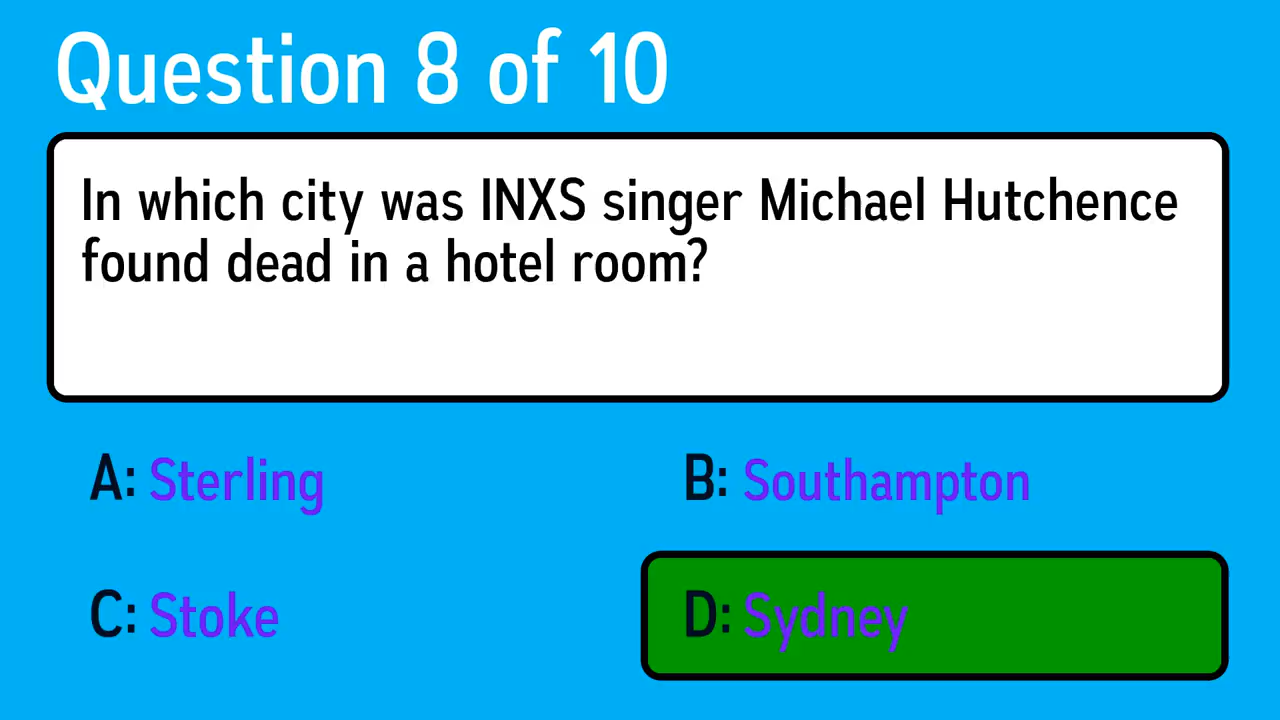 Question 8 of 10
In which city was INXS singer Michael Hutchence
found dead in a hotel room?
A: Sterling
B: Southampton
C: Stoke
D: Sydney